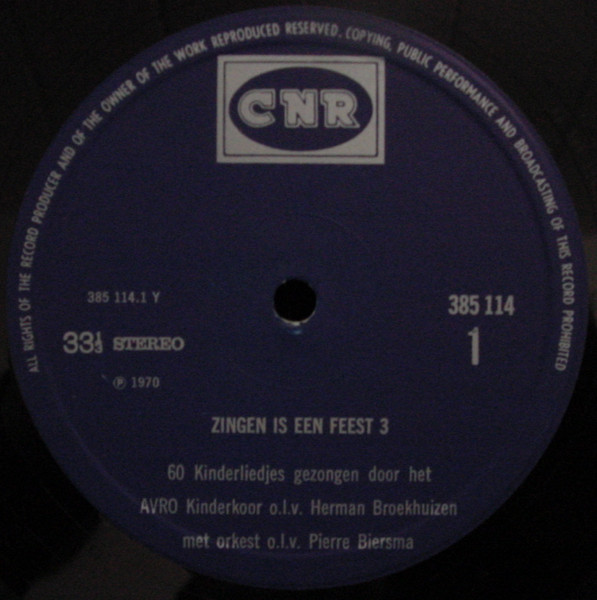 ALL RIGHTS OF THE RECORD PRODUCER AND OF THE OWNER OF THE WORK REPRODUCED RESERVED, COPYING, PUBLIC PERFORMANCE AND BROADCASTING OF THIS RECORD PROHIBITED
CNR
385 114.1 Y
385 114
33⅓ STEREO
1
℗ 1970
ZINGEN IS EEN FEEST 3
60 Kinderliedjes gezongen door het
AVRO Kinderkoor o.l.v. Herman Broekhuizen
met orkest o.l.v. Pierre Biersma